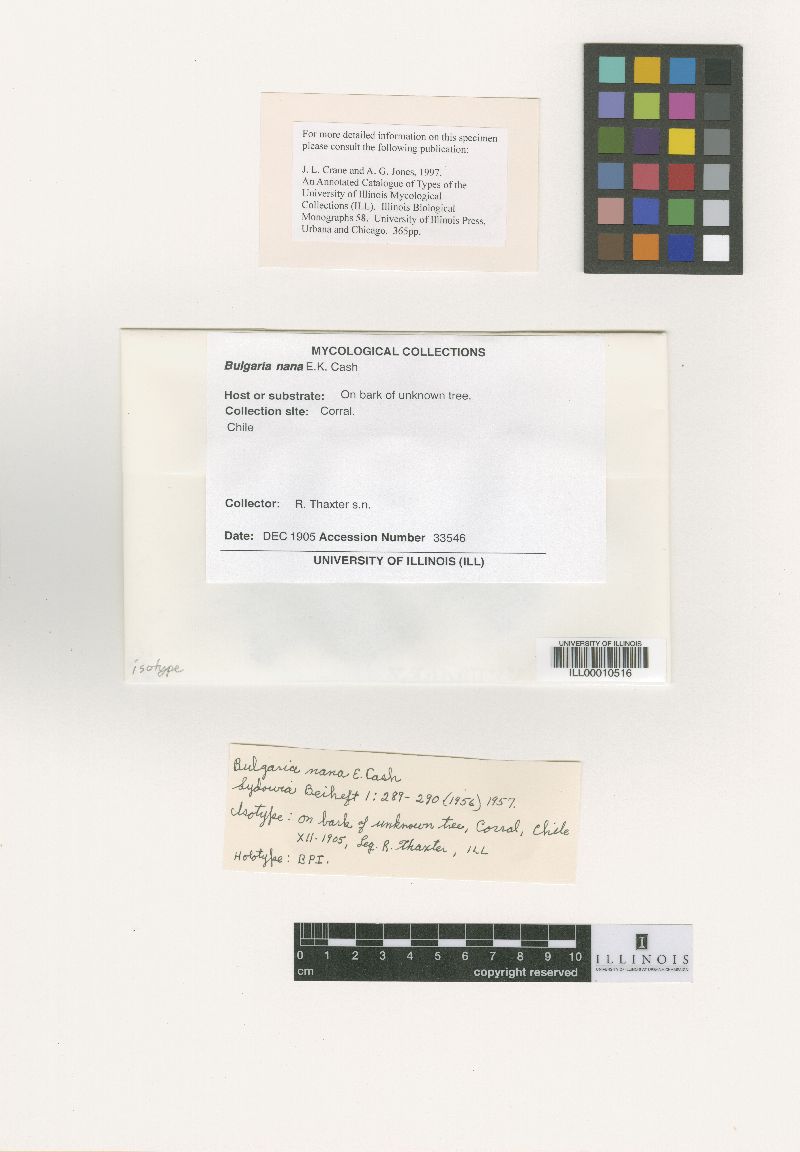 For more detailed information on this specimen
please consult the following publication:
J. L. Crane and A. G. Jones, 1997.
An Annotated Catalogue of Types of the
University of Illinois Mycological
Collections (ILL). Illinois Biological
Monographs 58. University of Illinois Press,
Urbana and Chicago. 365pp.
MYCOLOGICAL COLLECTIONS
Bulgaria nana E.K. Cash
Host or substrate: On bark of unknown tree.
Collection site: Corral.
Chile
Collector: R. Thaxter s.n.
Date: DEC 1905 Accession Number 33546
UNIVERSITY OF ILLINOIS (ILL)
isotype
UNIVERSITY OF ILLINOIS
ILL00010516
Bulgaria nana E. Cash
Sydowia Beiheft 1: 289-290 (1956) 1957.
Isotype: on bark of unknown tree, Corral, Chile
XII-1905, Leg. R. Thaxter, ILL
Holotype: BPI.
0 1 2 3 4 5 6 7 8 9 10
cm copyright reserved
I
ILLINOIS
UNIVERSITY OF ILLINOIS AT URBANA-CHAMPAIGN